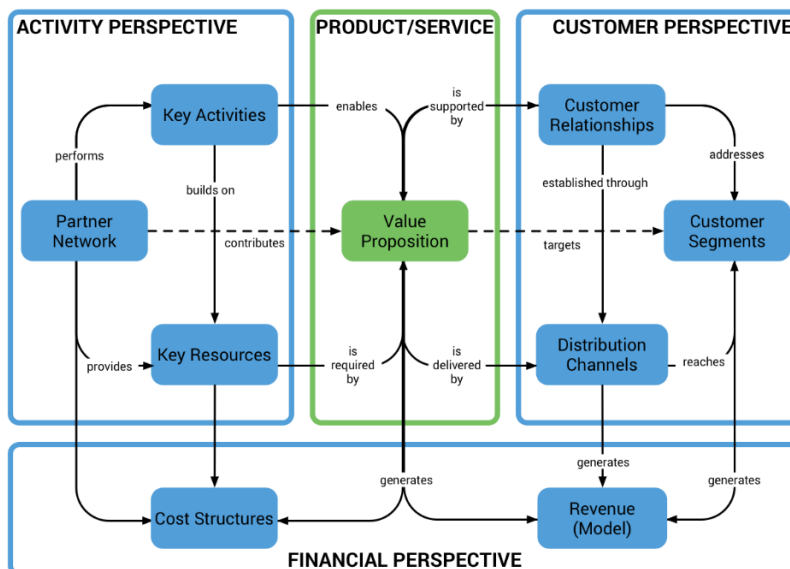 ACTIVITY PERSPECTIVE
PRODUCT/SERVICE
CUSTOMER PERSPECTIVE
Key Activities
enables
is
supported
by
Customer
Relationships
performs
addresses
builds on
established through
Partner
Network
contributes
Value
Proposition
targets
Customer
Segments
provides
Key Resources
is
required
by
is
delivered
by
Distribution
Channels
reaches
generates
generates
generates
Cost Structures
Revenue
(Model)
FINANCIAL PERSPECTIVE